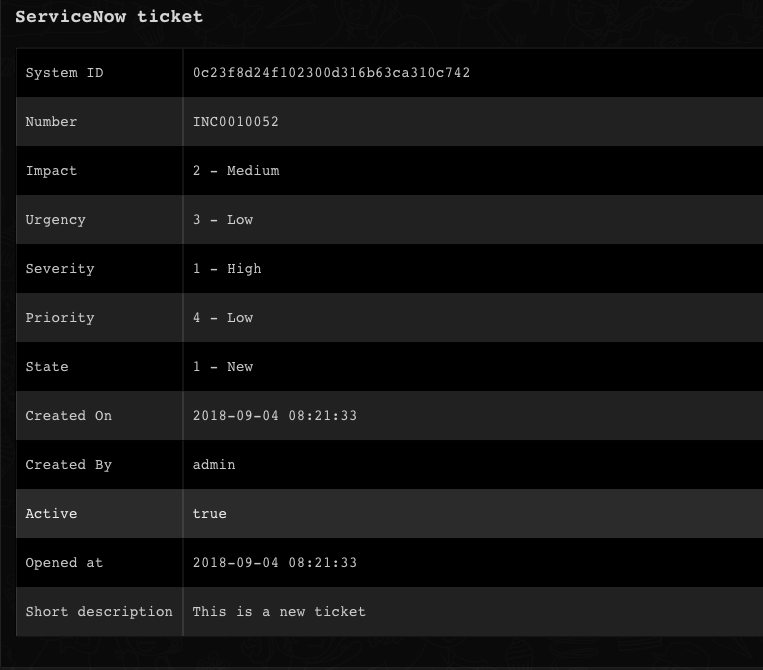 ServiceNow ticket
System ID 0c23f8d24f102300d316b63ca310c742
Number INC0010052
Impact 2 - Medium
Urgency 3 - Low
Severity 1 - High
Priority 4 - Low
State 1 - New
Created On 2018-09-04 08:21:33
Created By admin
Active true
Opened at 2018-09-04 08:21:33
Short description This is a new ticket